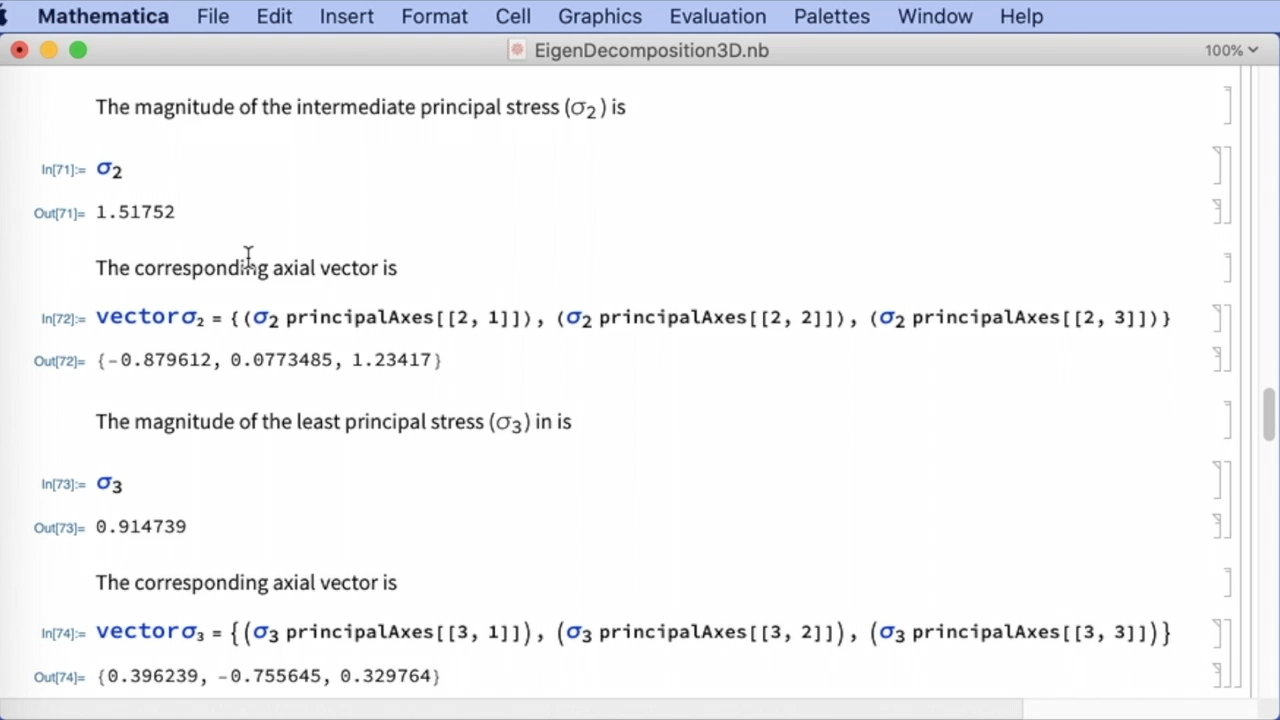 Mathematica File Edit Insert Format Cell Graphics Evaluation Palettes Window Help
EigenDecomposition3D.nb 100%
The magnitude of the intermediate principal stress (σ₂) is
In[71]:= σ₂
Out[71]= 1.51752
The corresponding axial vector is
In[72]:= vectorσ₂ = {(σ₂ principalAxes[[2, 1]]), (σ₂ principalAxes[[2, 2]]), (σ₂ principalAxes[[2, 3]])}
Out[72]= {-0.879612, 0.0773485, 1.23417}
The magnitude of the least principal stress (σ₃) in is
In[73]:= σ₃
Out[73]= 0.914739
The corresponding axial vector is
In[74]:= vectorσ₃ = {(σ₃ principalAxes[[3, 1]]), (σ₃ principalAxes[[3, 2]]), (σ₃ principalAxes[[3, 3]])}
Out[74]= {0.396239, -0.755645, 0.329764}